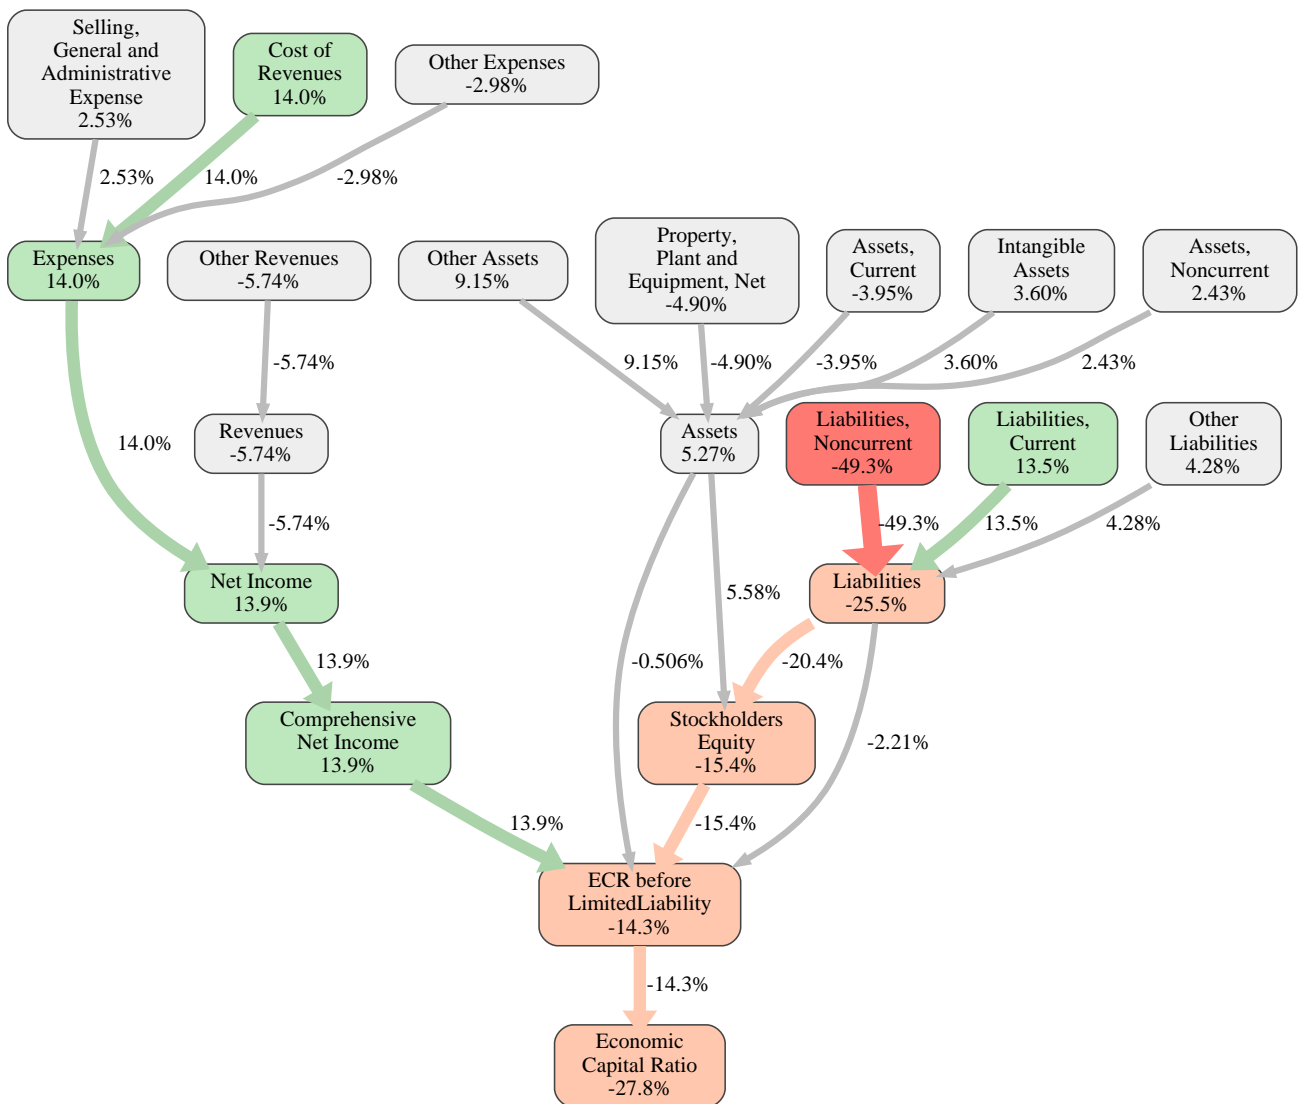 Selling,
General and
Administrative
Expense
2.53%
Cost of
Revenues
14.0%
Other Expenses
-2.98%
2.53%
14.0%
-2.98%
Expenses
14.0%
Other Revenues
-5.74%
Other Assets
9.15%
Property,
Plant and
Equipment, Net
-4.90%
Assets,
Current
-3.95%
Intangible
Assets
3.60%
Assets,
Noncurrent
2.43%
-5.74%
9.15%
-4.90%
-3.95%
3.60%
2.43%
14.0%
Revenues
-5.74%
Assets
5.27%
Liabilities,
Noncurrent
-49.3%
Liabilities,
Current
13.5%
Other
Liabilities
4.28%
-5.74%
-49.3%
13.5%
4.28%
Net Income
13.9%
5.58%
Liabilities
-25.5%
13.9%
-0.506%
-20.4%
Comprehensive
Net Income
13.9%
Stockholders
Equity
-15.4%
-2.21%
13.9%
-15.4%
ECR before
LimitedLiability
-14.3%
-14.3%
Economic
Capital Ratio
-27.8%